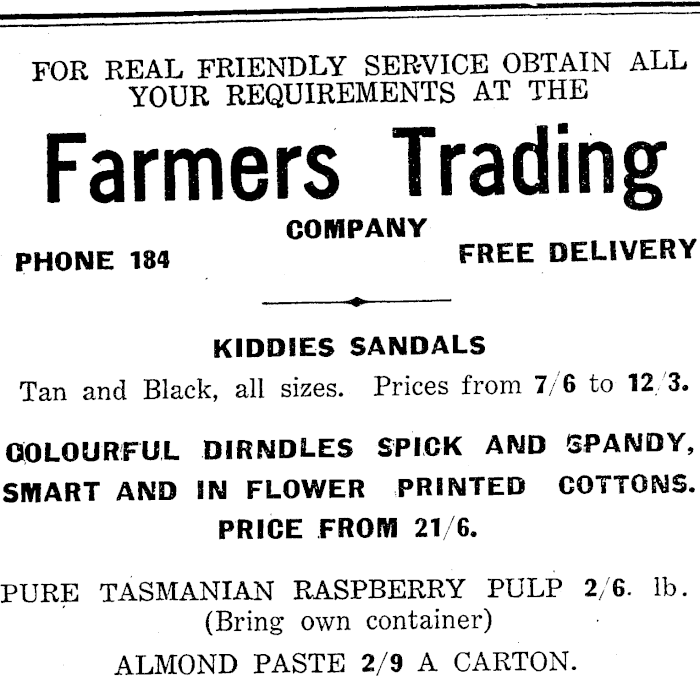 FOR REAL FRIENDLY SERVICE OBTAIN ALL
YOUR REQUIREMENTS AT THE
Farmers Trading
COMPANY
PHONE 184 FREE DELIVERY
KIDDIES SANDALS
Tan and Black, all sizes. Prices from 7/6 to 12/3.
COLOURFUL DIRNDLES SPICK AND SPANDY,
SMART AND IN FLOWER PRINTED COTTONS.
PRICE FROM 21/6.
PURE TASMANIAN RASPBERRY PULP 2/6. lb.
(Bring own container)
ALMOND PASTE 2/9 A CARTON.